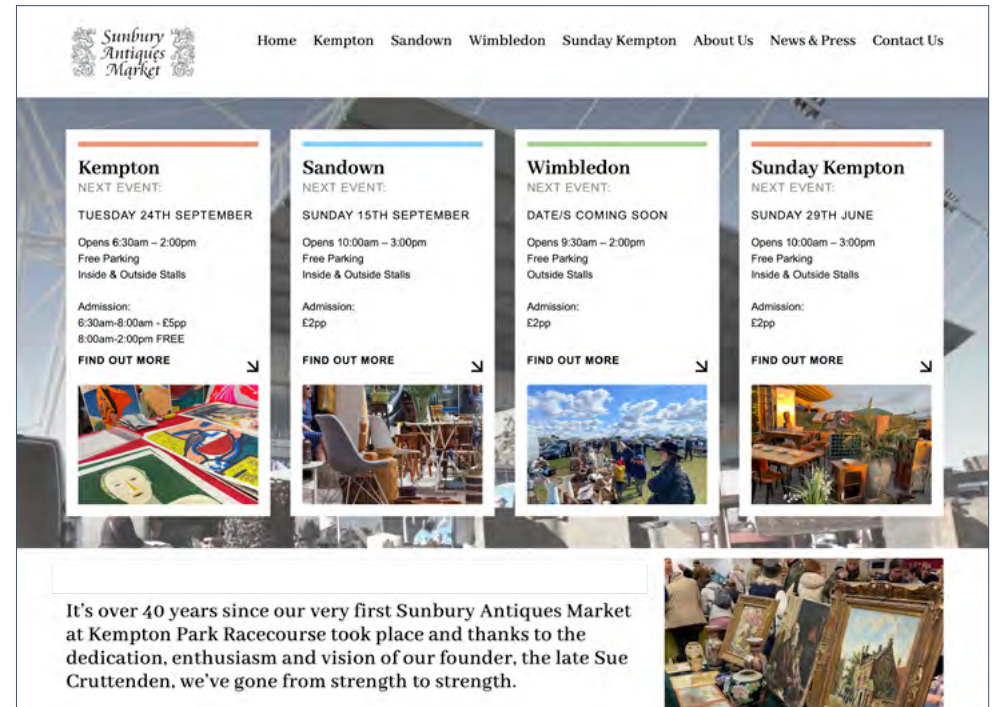 Sunbury
Antiques
Market
Home Kempton Sandown Wimbledon Sunday Kempton About Us News & Press Contact Us
Kempton
NEXT EVENT:
TUESDAY 24TH SEPTEMBER
Opens 6:30am – 2:00pm
Free Parking
Inside & Outside Stalls
Admission:
6:30am-8:00am - £5pp
8:00am-2:00pm FREE
FIND OUT MORE
Sandown
NEXT EVENT:
SUNDAY 15TH SEPTEMBER
Opens 10:00am – 3:00pm
Free Parking
Inside & Outside Stalls
Admission:
£2pp
FIND OUT MORE
Wimbledon
NEXT EVENT:
DATE/S COMING SOON
Opens 9:30am – 2:00pm
Free Parking
Outside Stalls
Admission:
£2pp
FIND OUT MORE
Sunday Kempton
NEXT EVENT:
SUNDAY 29TH JUNE
Opens 10:00am – 3:00pm
Free Parking
Inside & Outside Stalls
Admission:
£2pp
FIND OUT MORE
It's over 40 years since our very first Sunbury Antiques Market
at Kempton Park Racecourse took place and thanks to the
dedication, enthusiasm and vision of our founder, the late Sue
Cruttenden, we've gone from strength to strength.